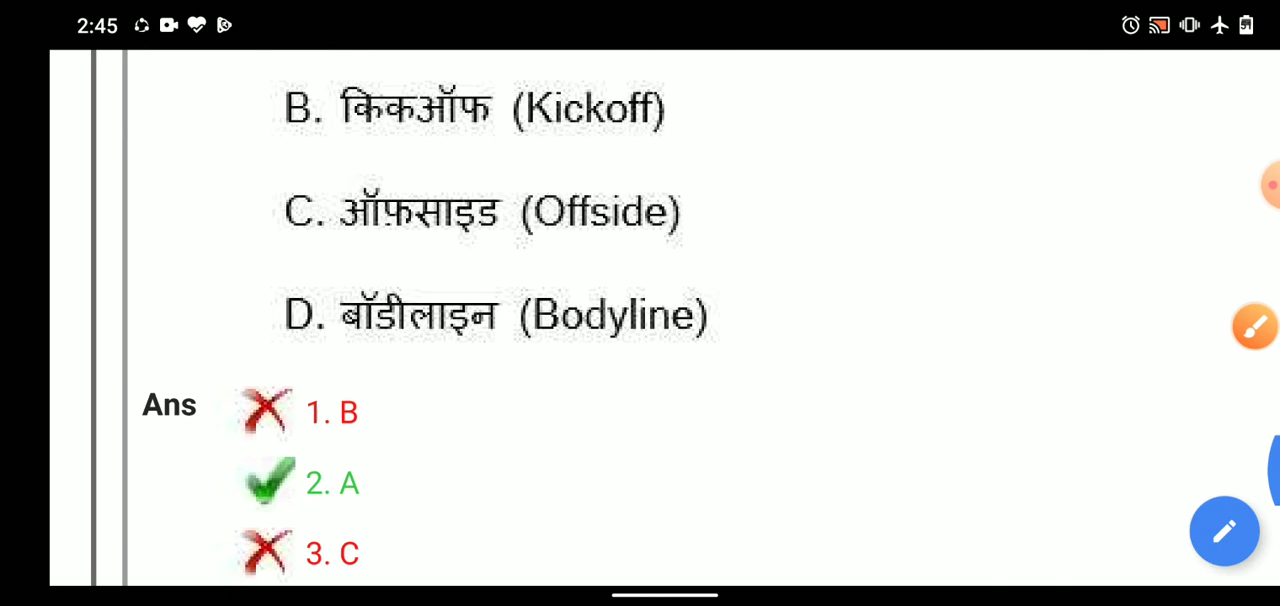 2:45
B. किकऑफ (Kickoff)
C. ऑफ़साइड (Offside)
D. बॉडीलाइन (Bodyline)
Ans
1. B
2. A
3. C